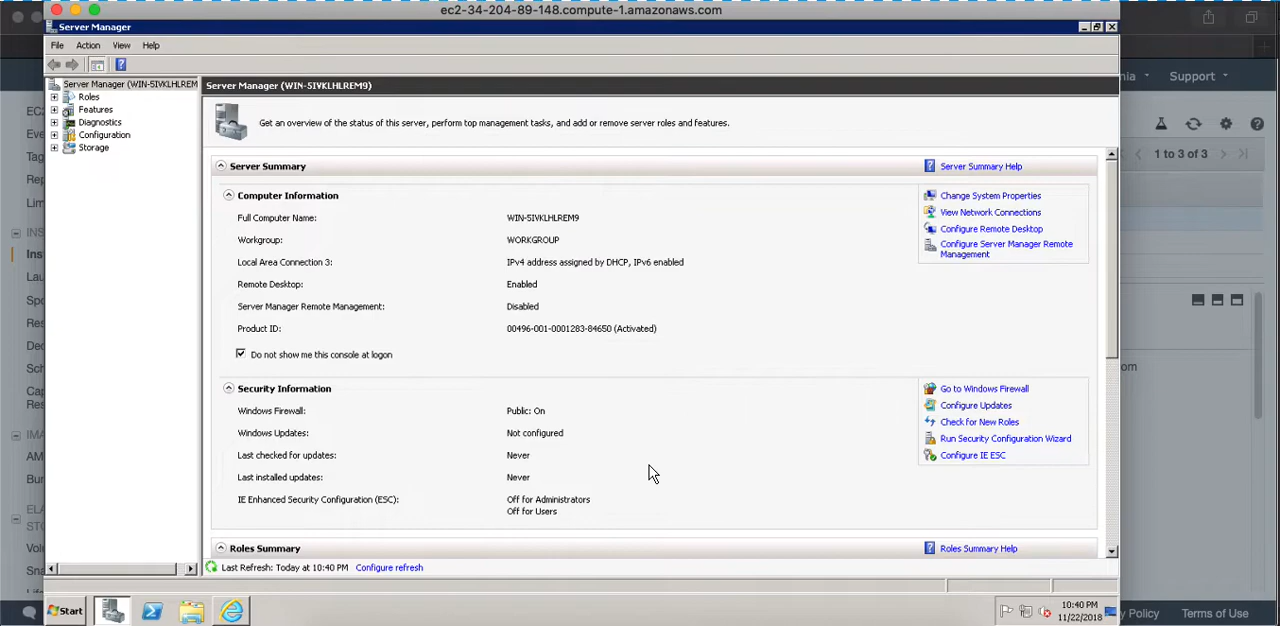 ec2-34-204-89-148.compute-1.amazonaws.com
Server Manager
File Action View Help
Server Manager (WIN-5IVKLHLREM
Roles
Features
Diagnostics
Configuration
Storage
Server Manager (WIN-5IVKLHLREM9)
Get an overview of the status of this server, perform top management tasks, and add or remove server roles and features.
Server Summary
Server Summary Help
Computer Information
Full Computer Name: WIN-5IVKLHLREM9
Workgroup: WORKGROUP
Local Area Connection 3: IPv4 address assigned by DHCP, IPv6 enabled
Remote Desktop: Enabled
Server Manager Remote Management: Disabled
Product ID: 00496-001-0001283-84650 (Activated)
Do not show me this console at logon
Change System Properties
View Network Connections
Configure Remote Desktop
Configure Server Manager Remote
Management
Security Information
Windows Firewall: Public: On
Windows Updates: Not configured
Last checked for updates: Never
Last installed updates: Never
IE Enhanced Security Configuration (ESC): Off for Administrators
Off for Users
Go to Windows Firewall
Configure Updates
Check for New Roles
Run Security Configuration Wizard
Configure IE ESC
Roles Summary
Roles Summary Help
Last Refresh: Today at 10:40 PM Configure refresh
Start
10:40 PM
11/22/2018
Support
1 to 3 of 3
Terms of Use